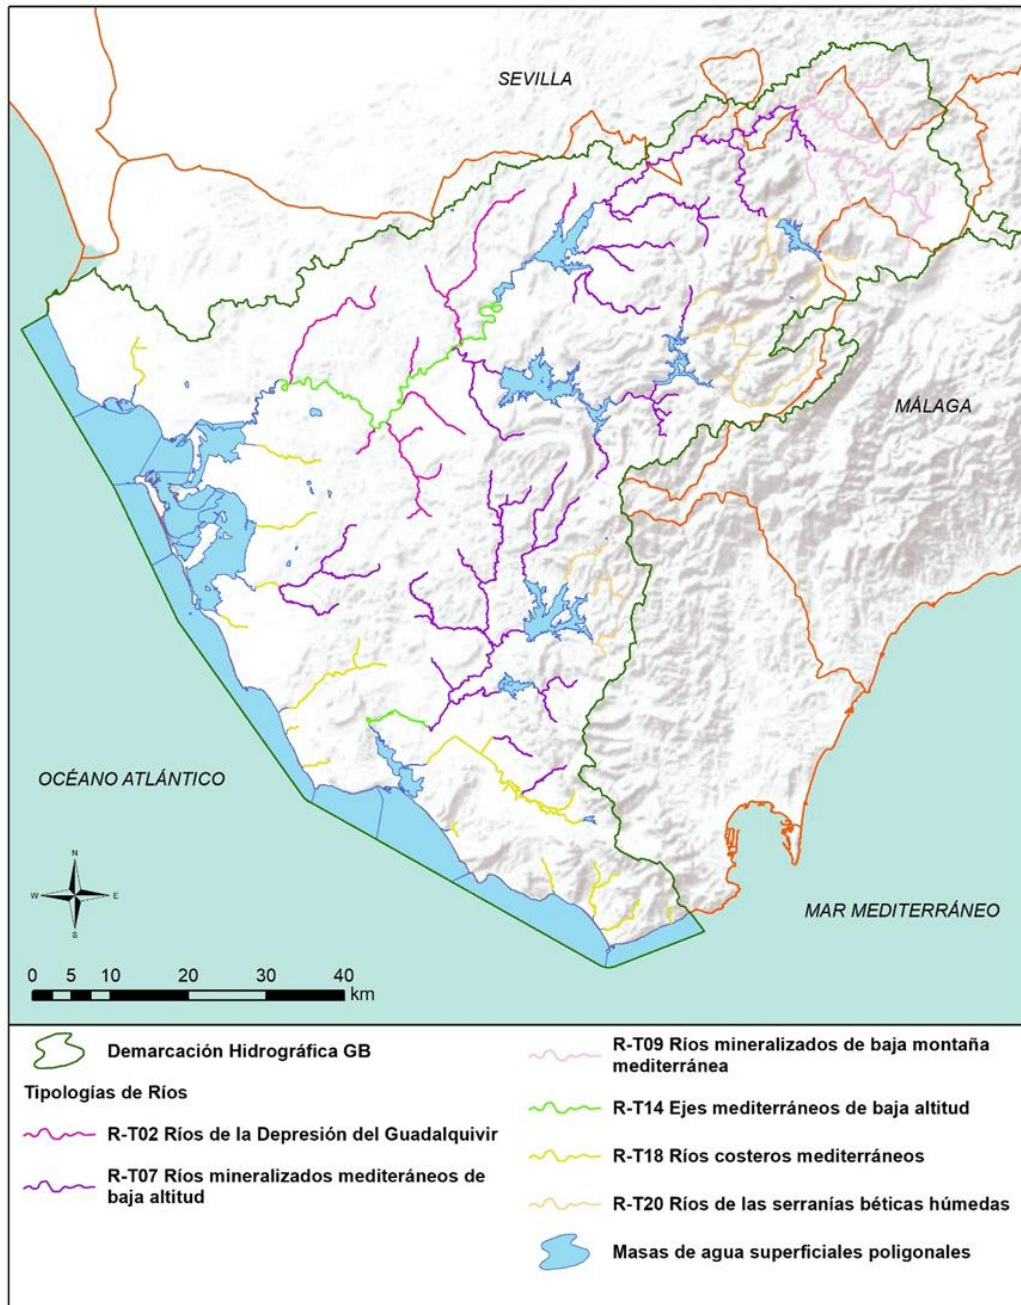 SEVILLA
MÁLAGA
OCÉANO ATLÁNTICO
MAR MEDITERRÁNEO
N
W
E
S
0 5 10 20 30 40
km
Demarcación Hidrográfica GB
Tipologías de Ríos
R-T02 Ríos de la Depresión del Guadalquivir
R-T07 Ríos mineralizados mediteráneos de
baja altitud
R-T09 Ríos mineralizados de baja montaña
mediterránea
R-T14 Ejes mediterráneos de baja altitud
R-T18 Ríos costeros mediterráneos
R-T20 Ríos de las serranías béticas húmedas
Masas de agua superficiales poligonales